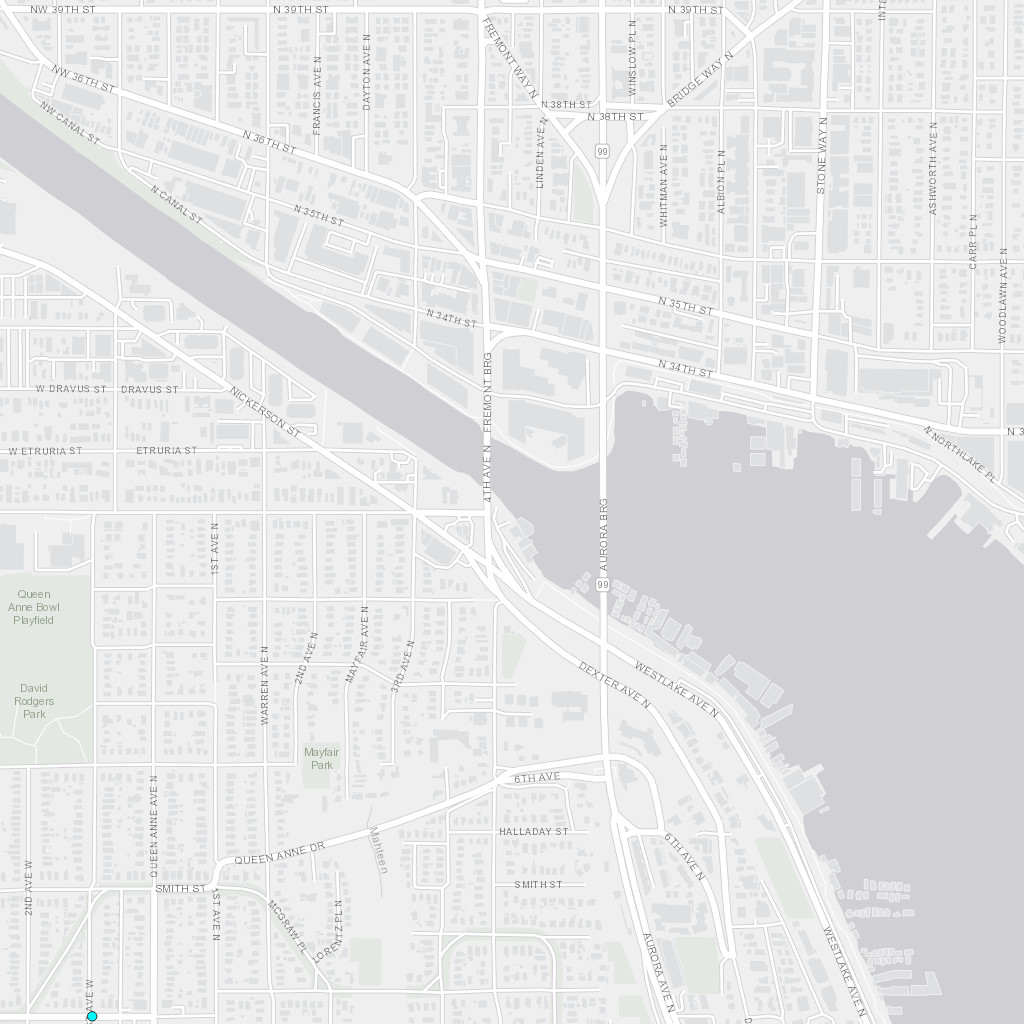 NW 39TH ST
N 39TH ST
N 39TH ST
INTE
FREMONT WAY N
WINSLOW PL N
BRIDGE WAY N
DAYTON AVE N
FRANCIS AVE N
NW 36TH ST
NW CANAL ST
N 36TH ST
N 38TH ST
N 38TH ST
99
LINDEN AVE N
WHITMAN AVE N
ALBION PL N
STONE WAY N
ASHWORTH AVE N
CARR PL N
WOODLAWN AVE N
N CANAL ST
N 35TH ST
N 35TH ST
N 34TH ST
N 34TH ST
FREMONT BRG
4TH AVE N
W DRAVUS ST
DRAVUS ST
NICKERSON ST
W ETRURIA ST
ETRURIA ST
N 3
N NORTHLAKE PL
AURORA BRG
99
1ST AVE N
Queen
Anne Bowl
Playfield
David
Rodgers
Park
WARREN AVE N
2ND AVE N
MAYFAIR AVE N
3RD AVE N
DEXTER AVE N
WESTLAKE AVE N
Mayfair
Park
6TH AVE
QUEEN ANNE AVE N
QUEEN ANNE DR
Mahteen
HALLADAY ST
6TH AVE N
2ND AVE W
SMITH ST
SMITH ST
1ST AVE N
MCGRAW PL
LORENTZ PL N
AURORA AVE N
WESTLAKE AVE N
AVE W
D